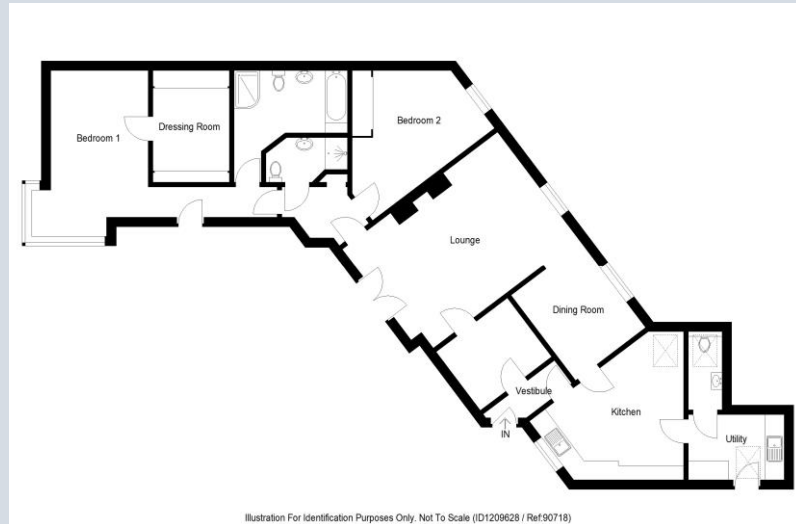 Bedroom 1
Dressing Room
Bedroom 2
Lounge
Dining Room
Vestibule
IN
Kitchen
Utility
Illustration For Identification Purposes Only. Not To Scale (ID1209628 / Ref:90718)